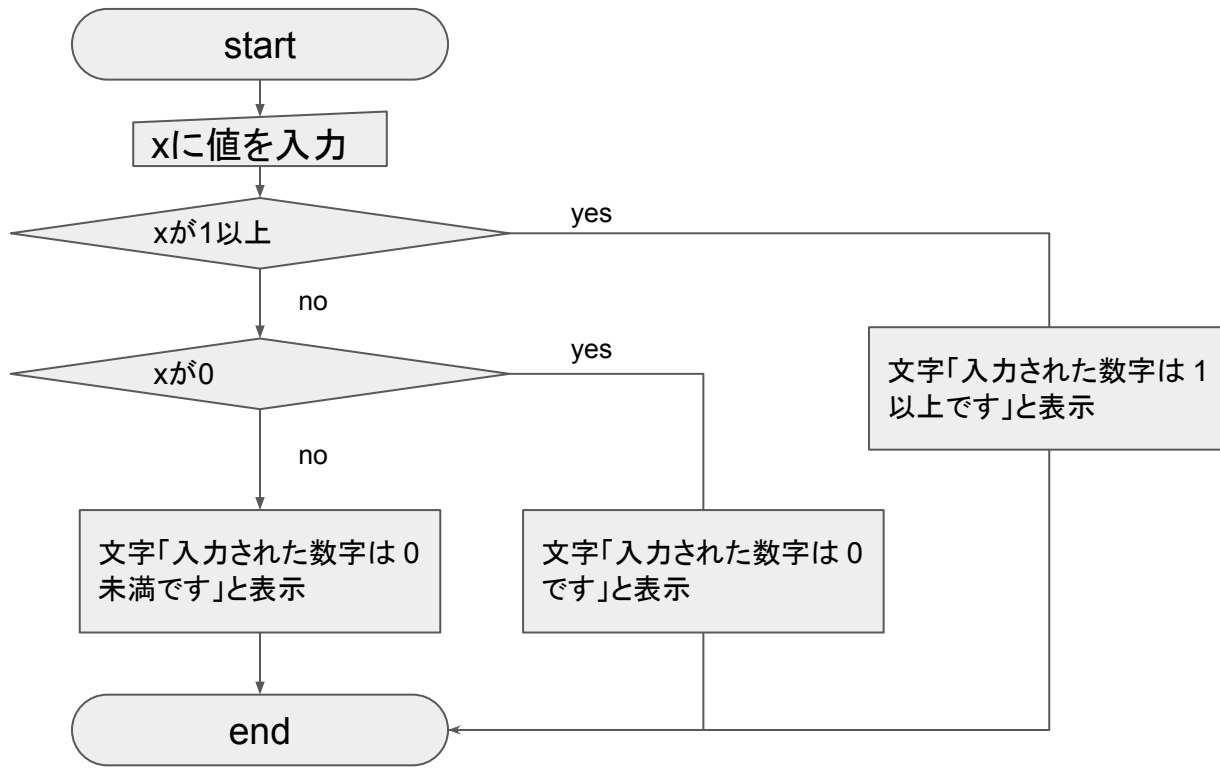 start
xに値を入力
xが1以上
yes
no
xが0
yes
文字「入力された数字は 1
以上です」と表示
no
文字「入力された数字は 0
未満です」と表示
文字「入力された数字は 0
です」と表示
end